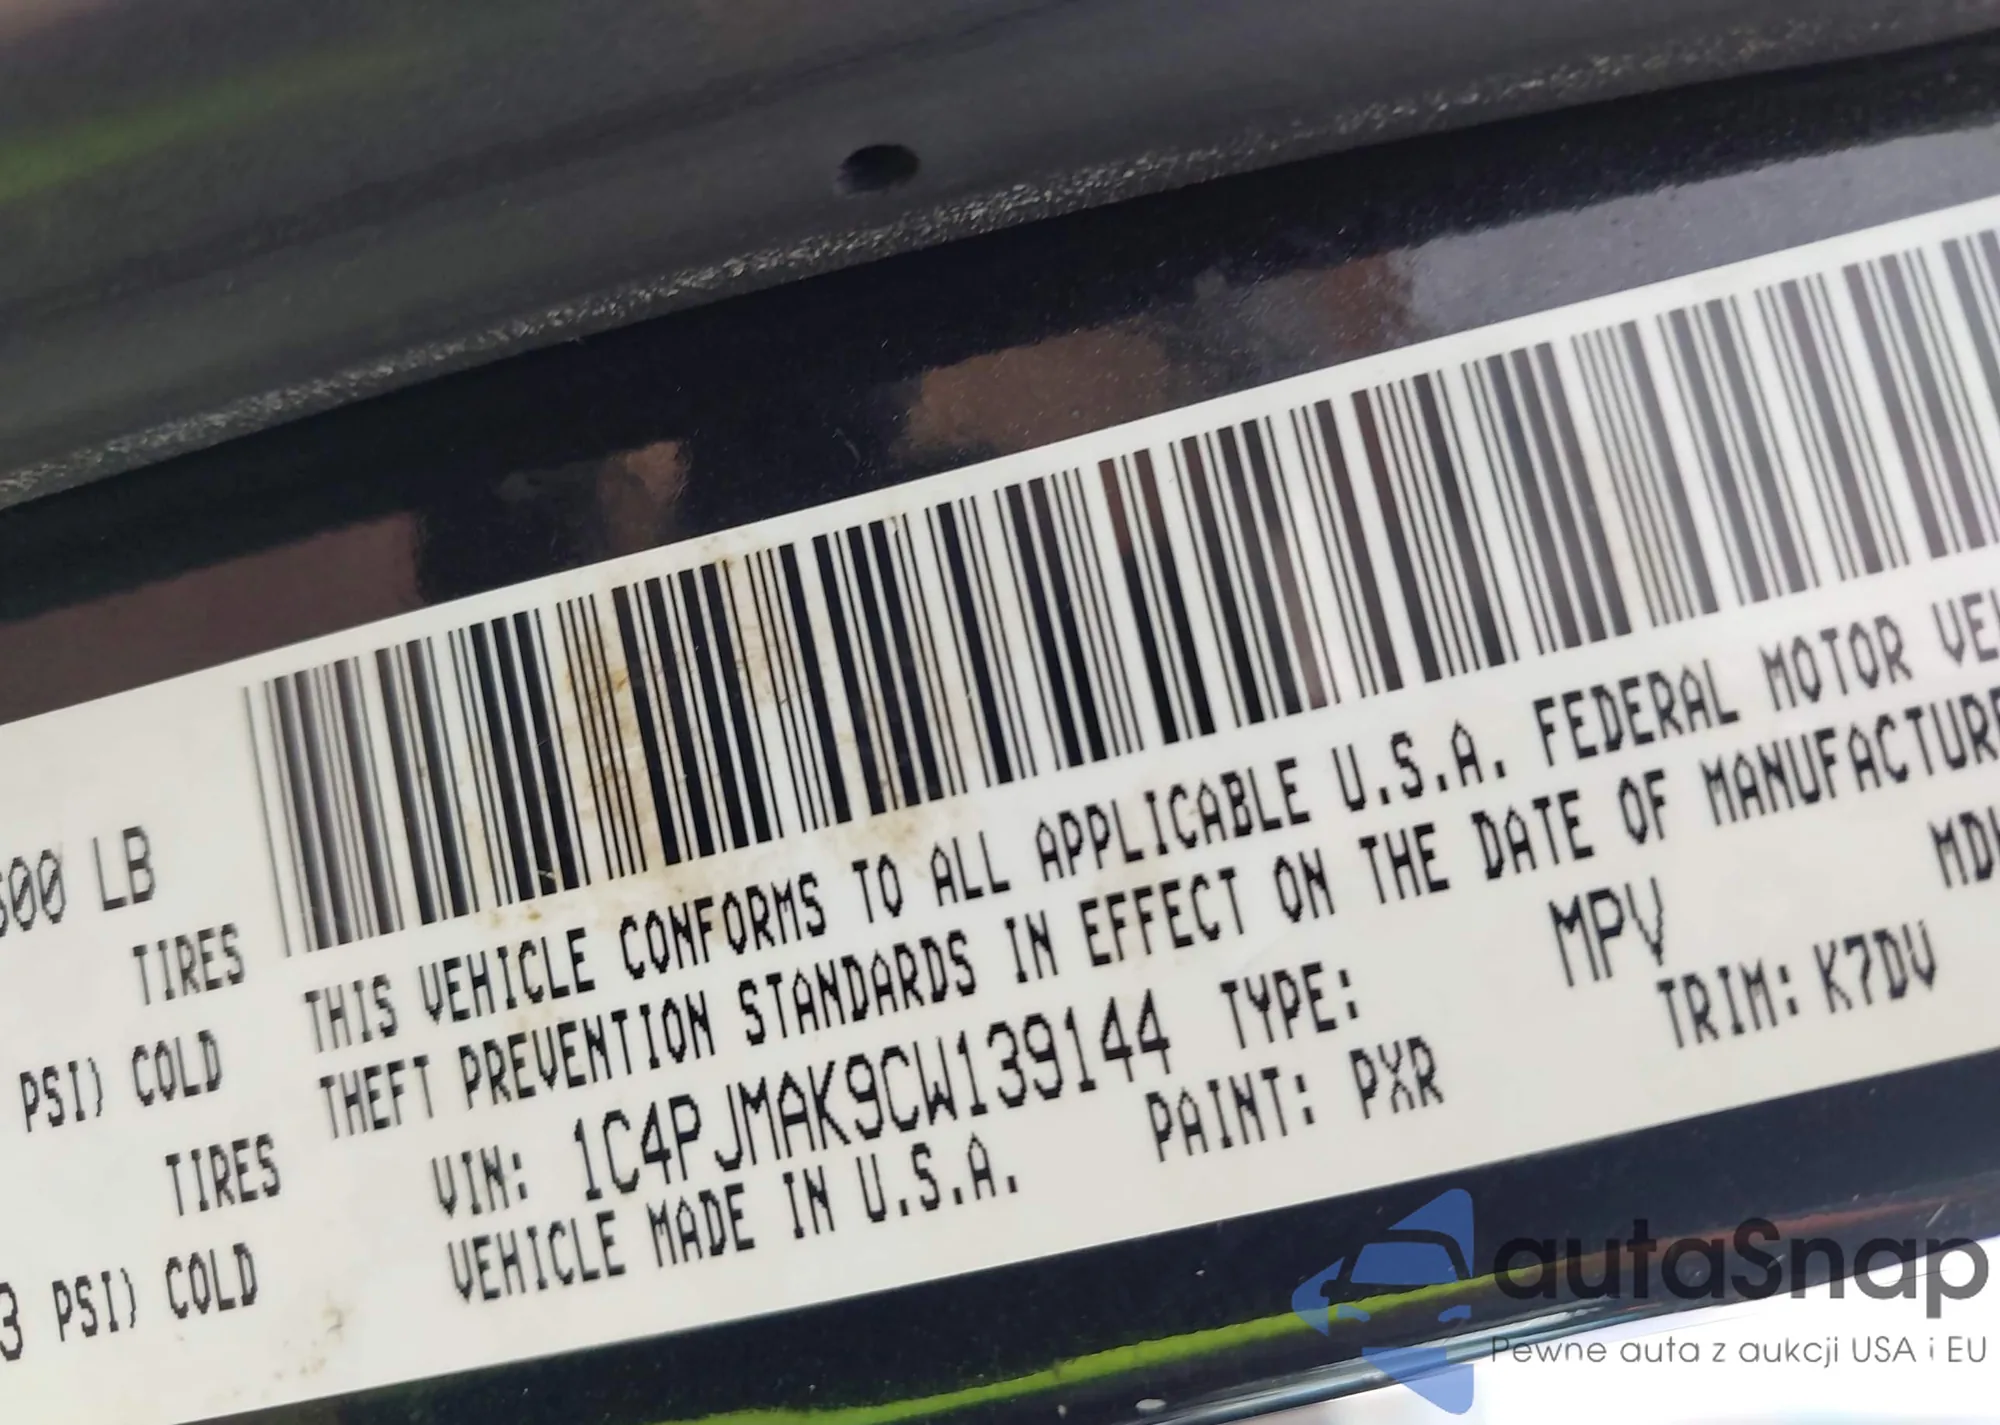 600 LB
TIRES
PSI) COLD
TIRES
3 PSI) COLD
THIS VEHICLE CONFORMS TO ALL APPLICABLE U.S.A. FEDERAL MOTOR
THEFT PREVENTION STANDARDS IN EFFECT ON THE DATE OF MANUFACTURE
VIN: 1C4PJMAK9CW139144 TYPE: MPV
VEHICLE MADE IN U.S.A. PAINT: PXR TRIM: K7DV
autaSnap
Pewne auta z aukcji USA i EU